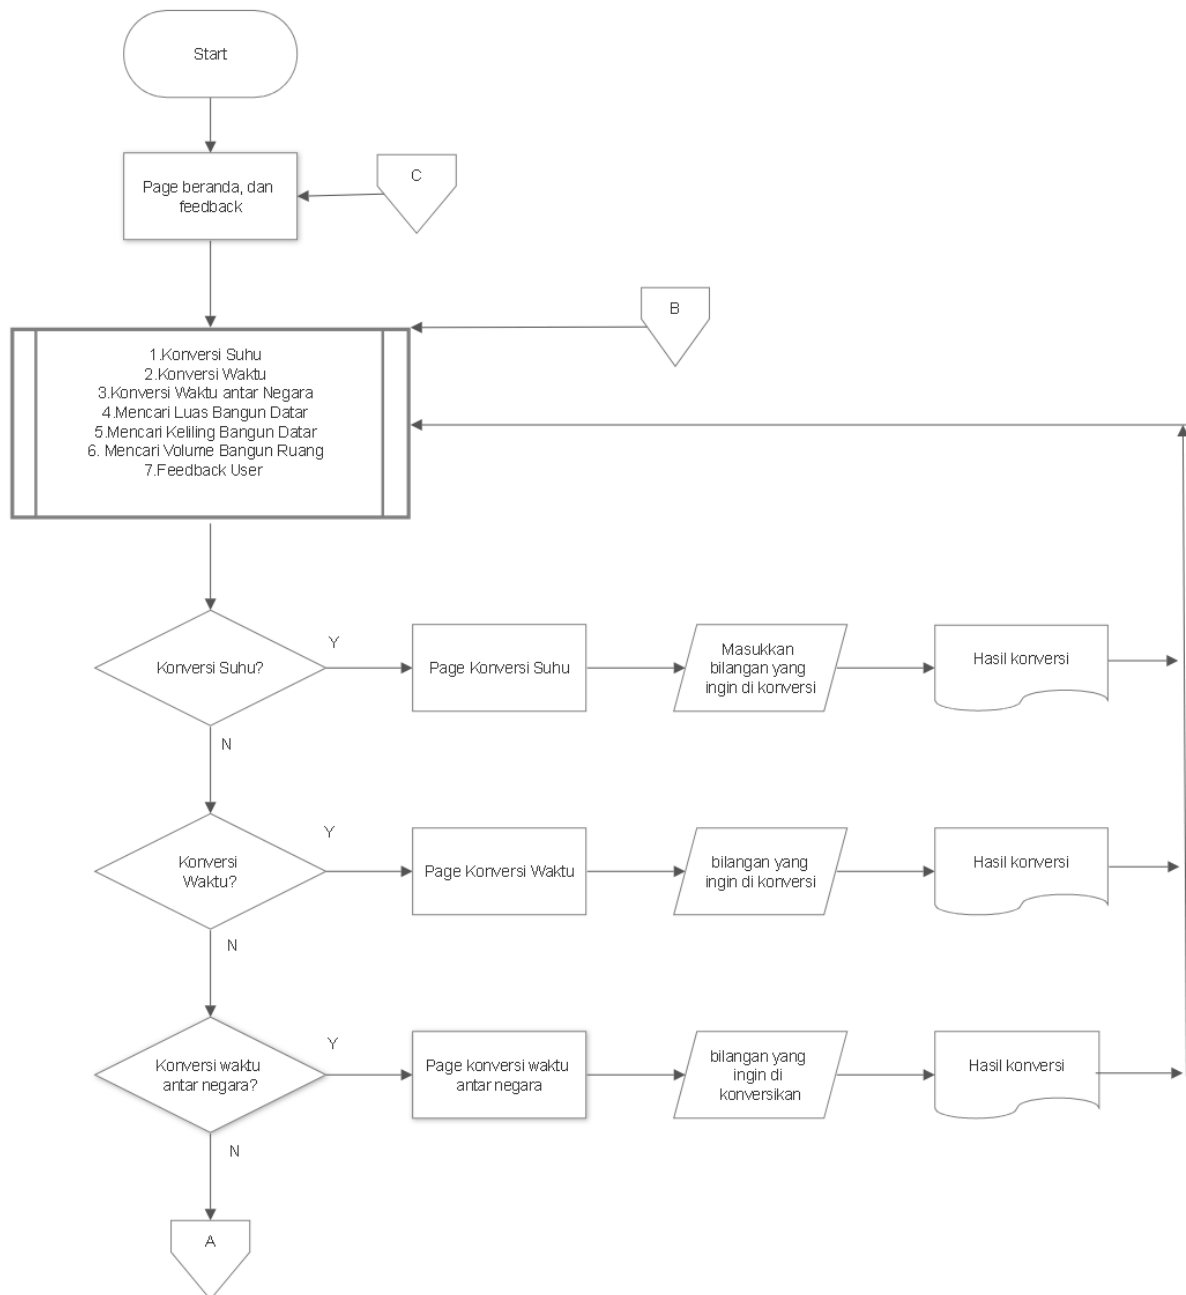 Start
Page beranda, dan
feedback
C
B
1.Konversi Suhu
2.Konversi Waktu
3.Konversi Waktu antar Negara
4.Mencari Luas Bangun Datar
5.Mencari Keliling Bangun Datar
6. Mencari Volume Bangun Ruang
7.Feedback User
Konversi Suhu?
Y
Page Konversi Suhu
Masukkan
bilangan yang
ingin di konversi
Hasil konversi
N
Konversi
Waktu?
Y
Page Konversi Waktu
bilangan yang
ingin di konversi
Hasil konversi
N
Konversi waktu
antar negara?
Y
Page konversi waktu
antar negara
bilangan yang
ingin di
konversikan
Hasil konversi
N
A